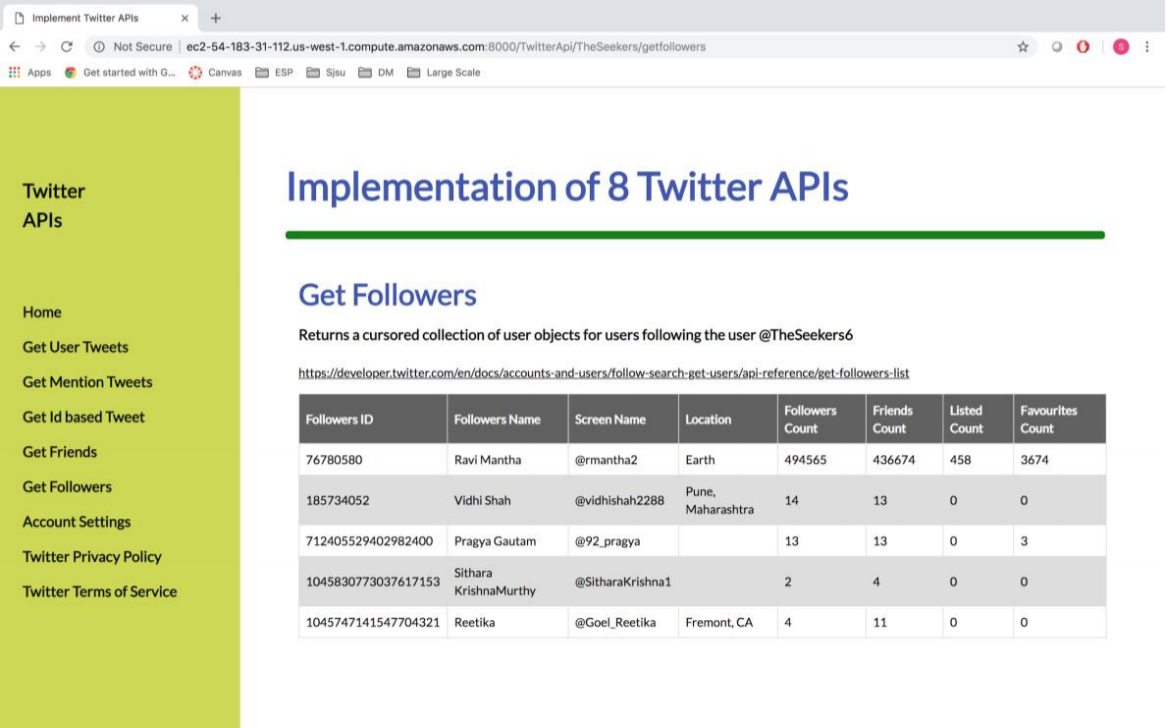 Implement Twitter APIs
Not Secure | ec2-54-183-31-112.us-west-1.compute.amazonaws.com:8000/TwitterApi/TheSeekers/getfollowers
S
Apps Get started with G... Canvas ESP Sjsu DM Large Scale
Twitter
APIs
Home
Get User Tweets
Get Mention Tweets
Get Id based Tweet
Get Friends
Get Followers
Account Settings
Twitter Privacy Policy
Twitter Terms of Service
Implementation of 8 Twitter APIs
Get Followers
Returns a cursored collection of user objects for users following the user @TheSeekers6
https://developer.twitter.com/en/docs/accounts-and-users/follow-search-get-users/api-reference/get-followers-list
Followers ID Followers Name Screen Name Location Followers Count Friends Count Listed Count Favourites Count
76780580 Ravi Mantha @rmantha2 Earth 494565 436674 458 3674
185734052 Vidhi Shah @vidhishah2288 Pune, Maharashtra 14 13 0 0
712405529402982400 Pragya Gautam @92_pragya 13 13 0 3
1045830773037617153 Sithara KrishnaMurthy @SitharaKrishna1 2 4 0 0
1045747141547704321 Reetika @Goel_Reetika Fremont, CA 4 11 0 0